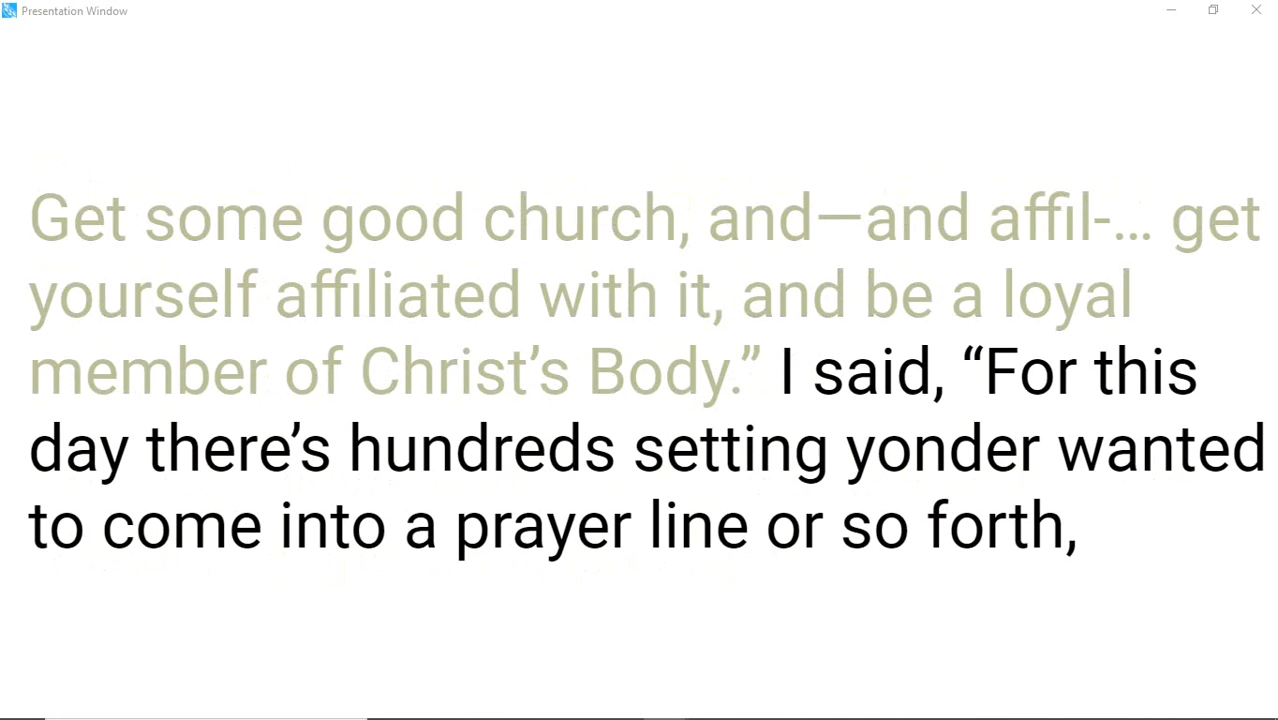 Presentation Window
Get some good church, and—and affil-... get
yourself affiliated with it, and be a loyal
member of Christ’s Body.” I said, “For this
day there’s hundreds setting yonder wanted
to come into a prayer line or so forth,